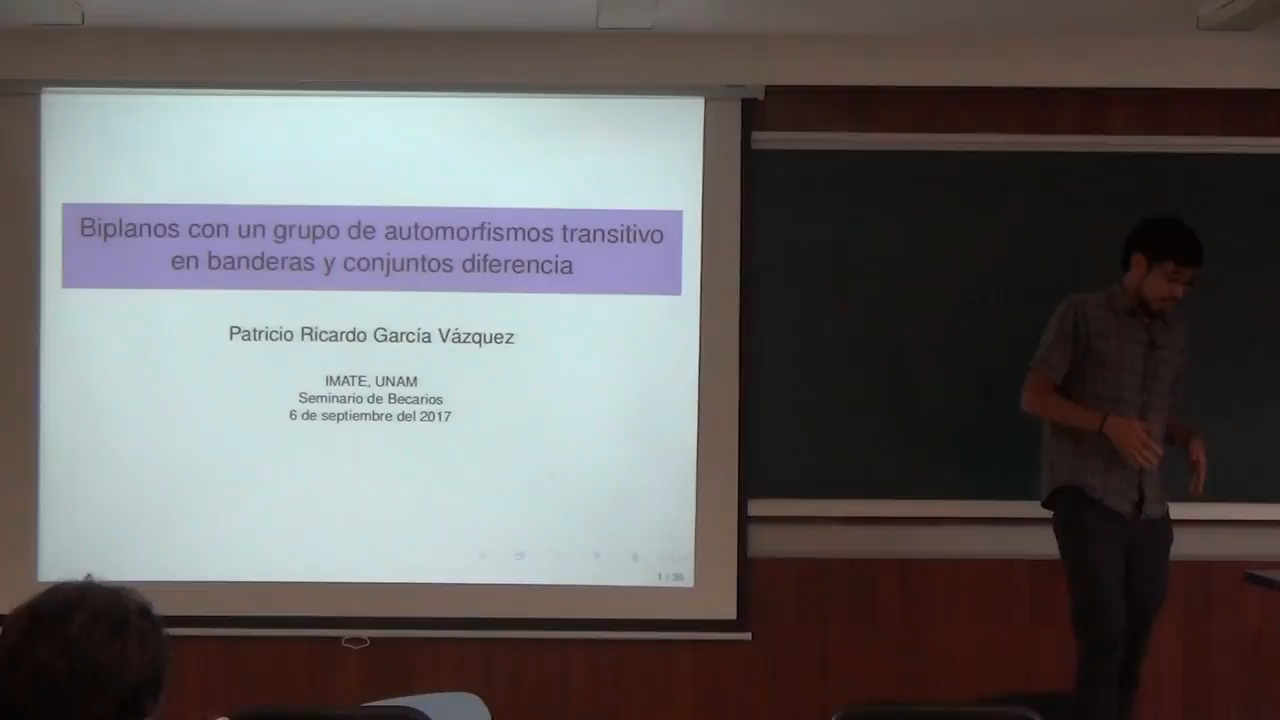 Biplanos con un grupo de automorfismos transitivo
en banderas y conjuntos diferencia
Patricio Ricardo García Vázquez
IMATE, UNAM
Seminario de Becarios
6 de septiembre del 2017
1 / 36